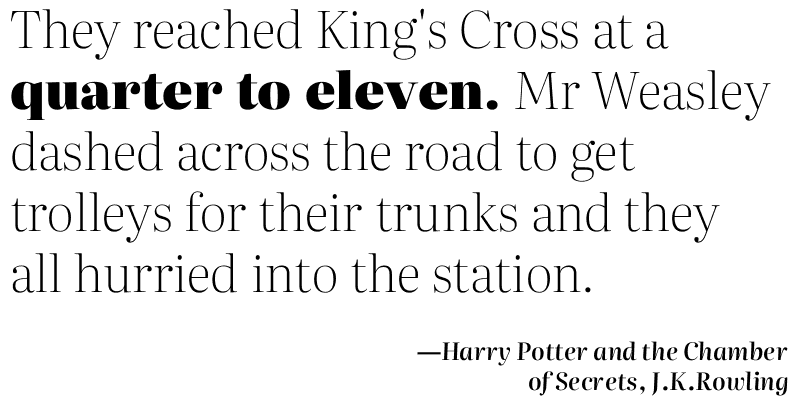 They reached King's Cross at a
quarter to eleven. Mr Weasley
dashed across the road to get
trolleys for their trunks and they
all hurried into the station.
—Harry Potter and the Chamber
of Secrets, J.K.Rowling